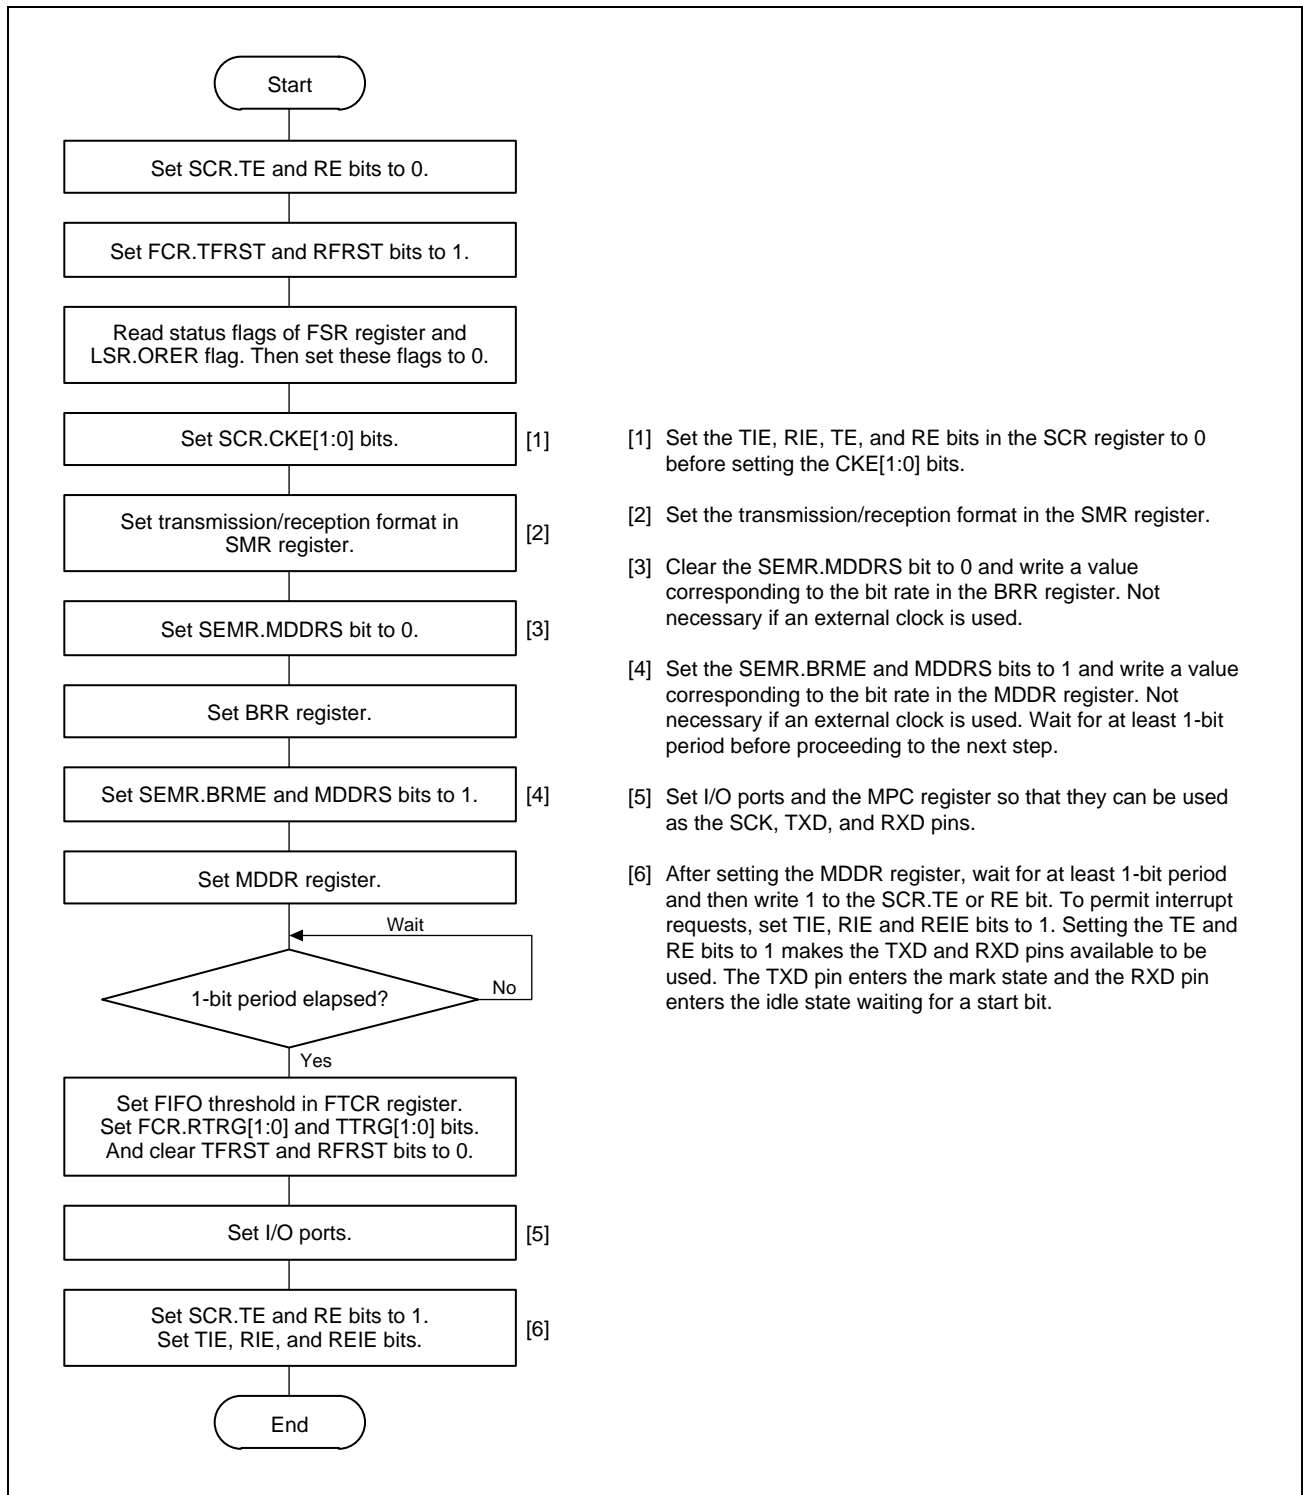 Start
Set SCR.TE and RE bits to 0.
Set FCR.TFRST and RFRST bits to 1.
Read status flags of FSR register and
LSR.ORER flag. Then set these flags to 0.
Set SCR.CKE[1:0] bits.
[1]
Set transmission/reception format in
SMR register.
[2]
Set SEMR.MDDRS bit to 0.
[3]
Set BRR register.
Set SEMR.BRME and MDDRS bits to 1.
[4]
Set MDDR register.
Wait
1-bit period elapsed?
No
Yes
Set FIFO threshold in FTCR register.
Set FCR.RTRG[1:0] and TTRG[1:0] bits.
And clear TFRST and RFRST bits to 0.
Set I/O ports.
[5]
Set SCR.TE and RE bits to 1.
Set TIE, RIE, and REIE bits.
[6]
End
[1] Set the TIE, RIE, TE, and RE bits in the SCR register to 0
before setting the CKE[1:0] bits.
[2] Set the transmission/reception format in the SMR register.
[3] Clear the SEMR.MDDRS bit to 0 and write a value
corresponding to the bit rate in the BRR register. Not
necessary if an external clock is used.
[4] Set the SEMR.BRME and MDDRS bits to 1 and write a value
corresponding to the bit rate in the MDDR register. Not
necessary if an external clock is used. Wait for at least 1-bit
period before proceeding to the next step.
[5] Set I/O ports and the MPC register so that they can be used
as the SCK, TXD, and RXD pins.
[6] After setting the MDDR register, wait for at least 1-bit period
and then write 1 to the SCR.TE or RE bit. To permit interrupt
requests, set TIE, RIE and REIE bits to 1. Setting the TE and
RE bits to 1 makes the TXD and RXD pins available to be
used. The TXD pin enters the mark state and the RXD pin
enters the idle state waiting for a start bit.